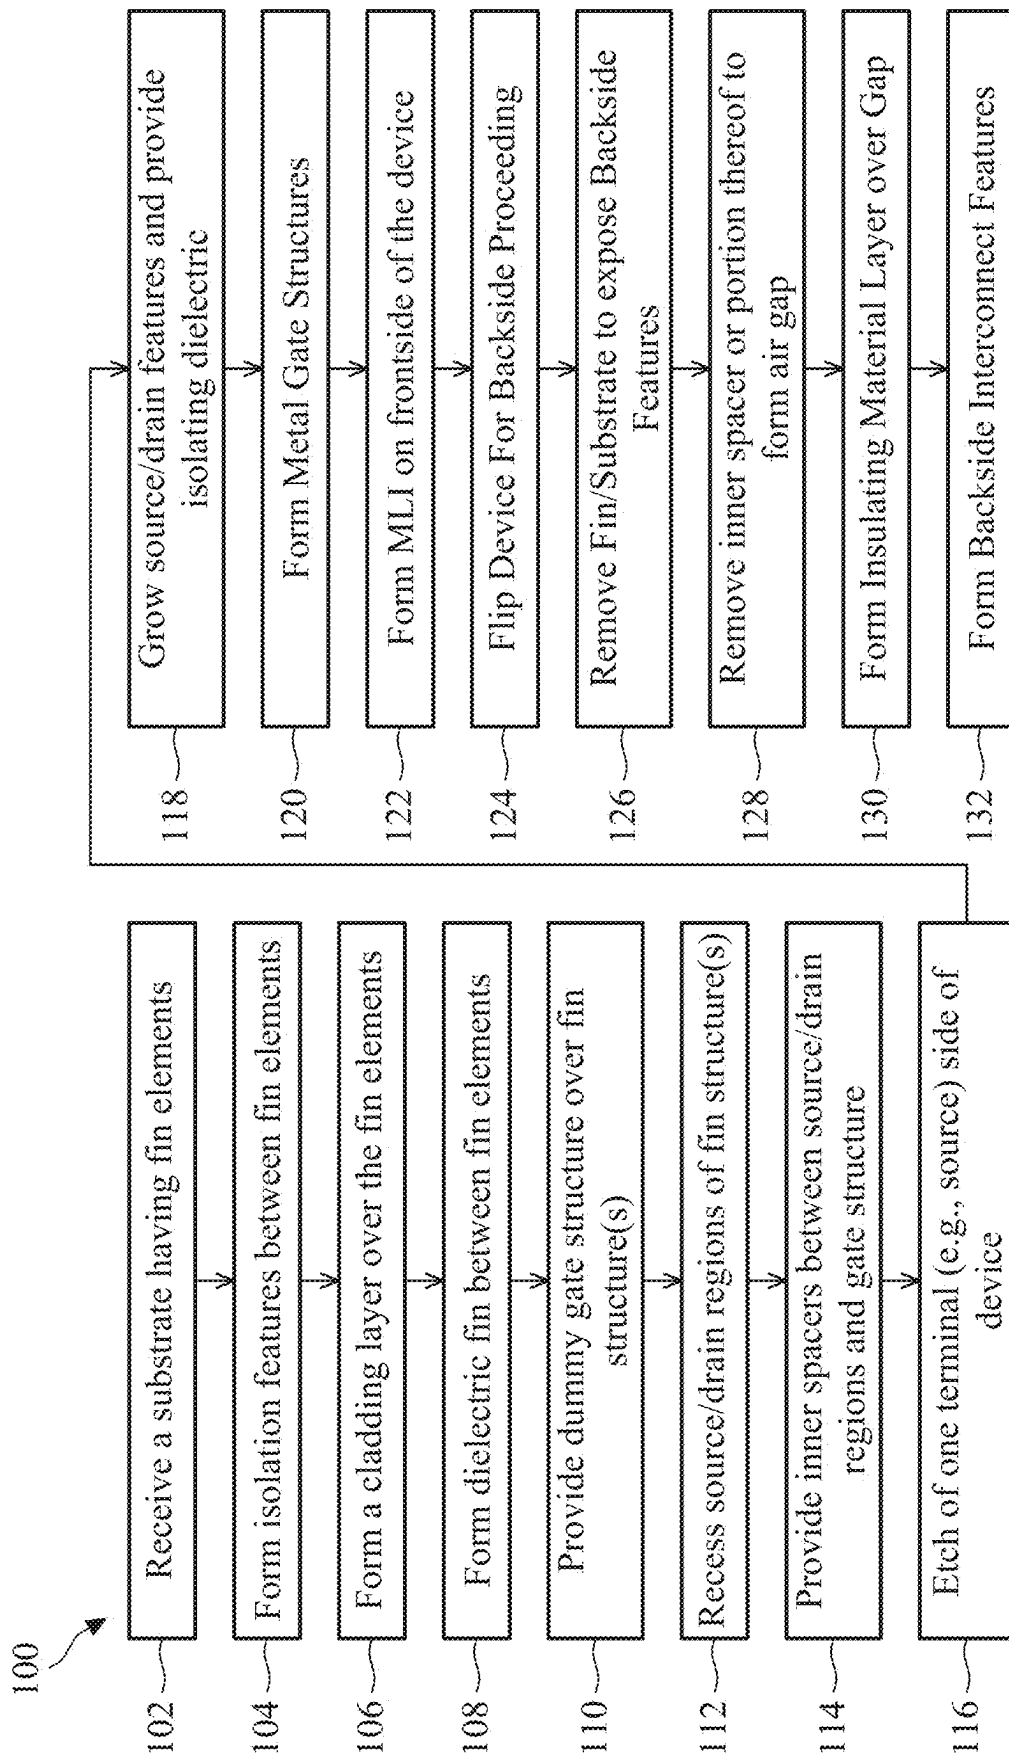 100
102
Receive a substrate having fin elements
104
Form isolation features between fin elements
106
Form a cladding layer over the fin elements
108
Form dielectric fin between fin elements
110
Provide dummy gate structure over fin
structure(s)
112
Recess source/drain regions of fin structure(s)
114
Provide inner spacers between source/drain
regions and gate structure
116
Etch of one terminal (e.g., source) side of
device
118
Grow source/drain features and provide
isolating dielectric
120
Form Metal Gate Structures
122
Form MLI on frontside of the device
124
Flip Device For Backside Proceeding
126
Remove Fin/Substrate to expose Backside
Features
128
Remove inner spacer or portion thereof to
form air gap
130
Form Insulating Material Layer over Gap
132
Form Backside Interconnect Features